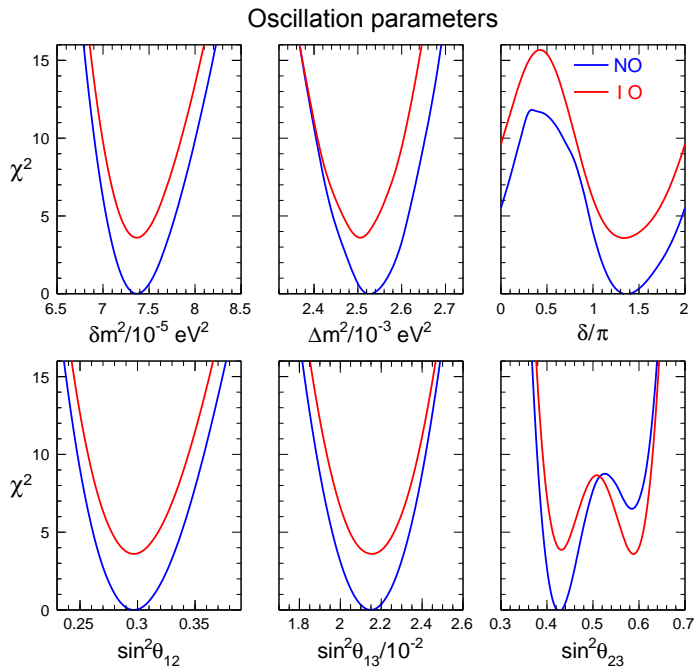 Oscillation parameters
NO
I O
χ²
15
10
5
0
6.5 7 7.5 8 8.5
2.4 2.5 2.6 2.7
0 0.5 1 1.5 2
δm²/10⁻⁵ eV²
Δm²/10⁻³ eV²
δ/π
χ²
15
10
5
0
0.25 0.3 0.35
1.8 2 2.2 2.4 2.6
0.3 0.4 0.5 0.6 0.7
sin²θ₁₂
sin²θ₁₃/10⁻²
sin²θ₂₃